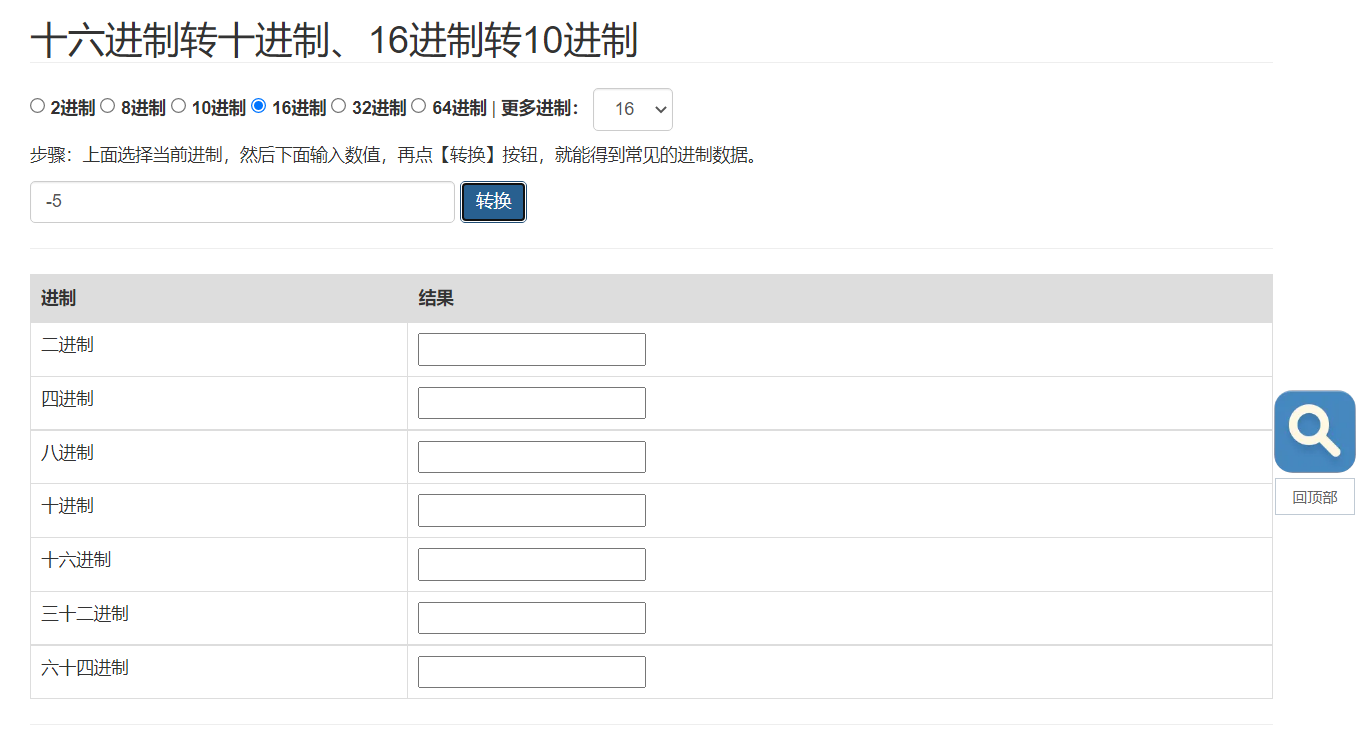 十六进制转十进制、16进制转10进制
2进制 8进制 10进制 16进制 32进制 64进制 | 更多进制： 16
步骤：上面选择当前进制，然后下面输入数值，再点【转换】按钮，就能得到常见的进制数据。
-5 转换
进制 结果
二进制
四进制
八进制
十进制
回顶部
十六进制
三十二进制
六十四进制